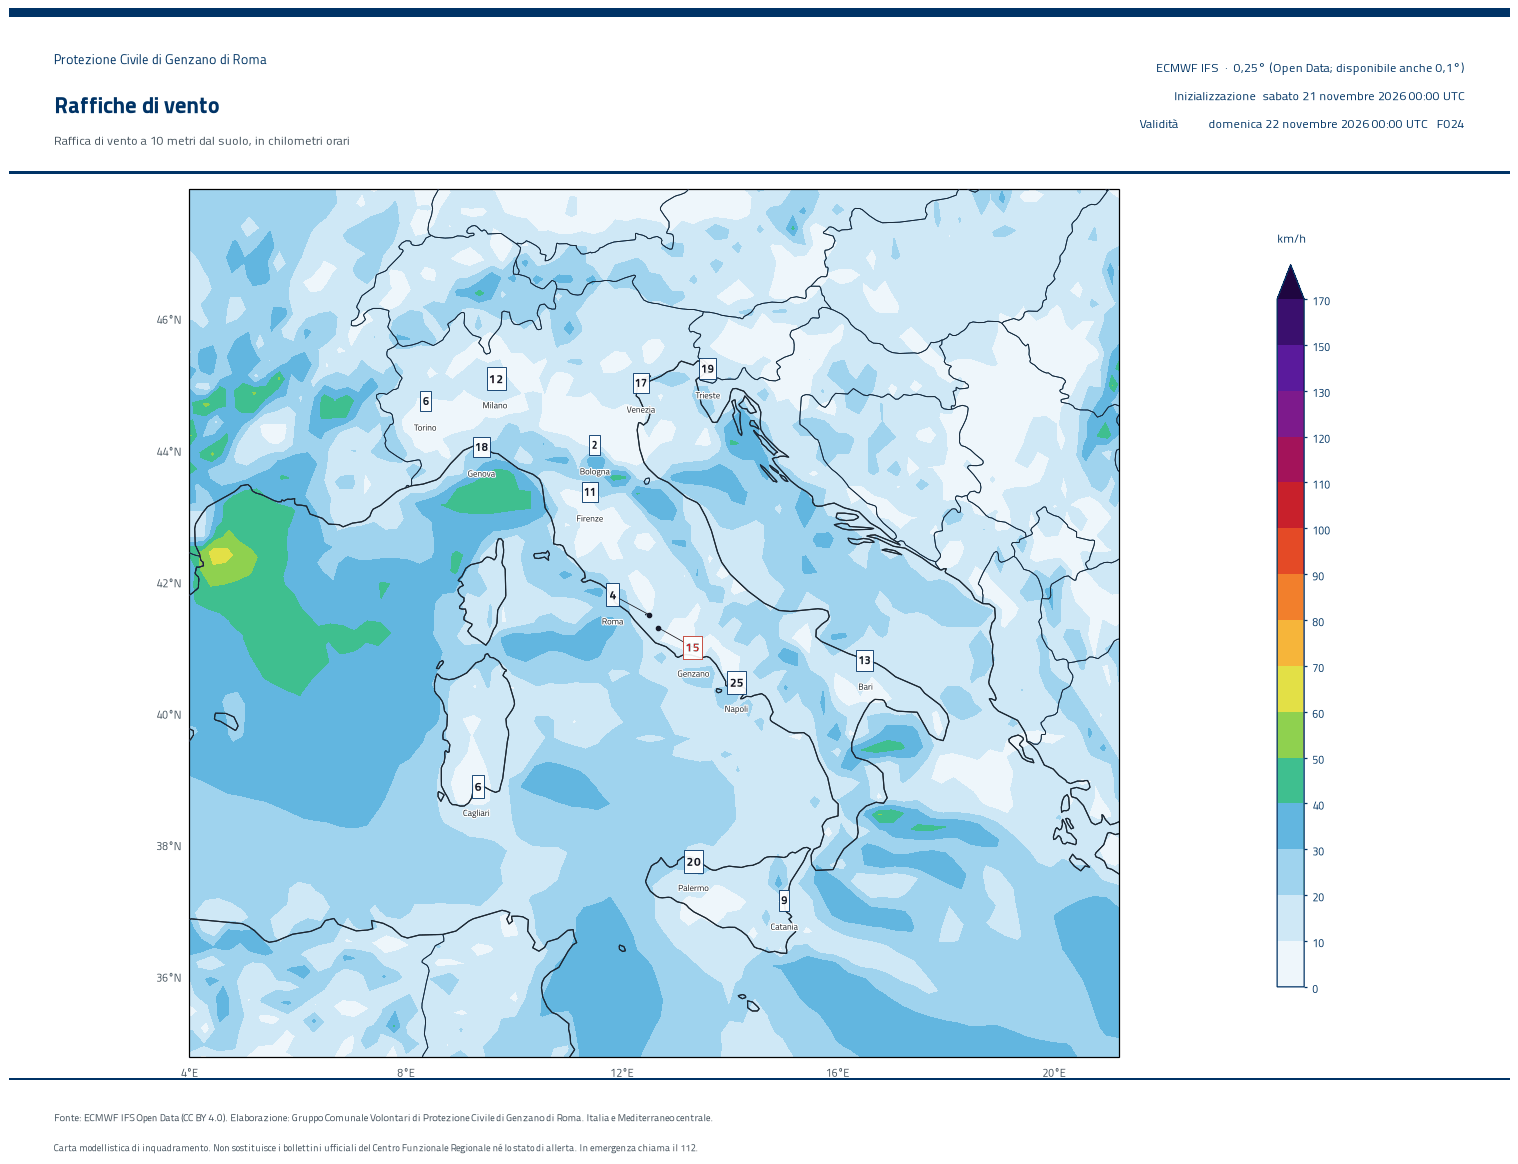 Protezione Civile di Genzano di Roma
Raffiche di vento
Raffica di vento a 10 metri dal suolo, in chilometri orari
ECMWF IFS · 0,25° (Open Data; disponibile anche 0,1°)
Inizializzazione sabato 21 novembre 2026 00:00 UTC
Validità domenica 22 novembre 2026 00:00 UTC F024
km/h
170
150
130
120
110
100
90
80
70
60
50
40
30
20
10
0
46°N
44°N
42°N
40°N
38°N
36°N
4°E
8°E
12°E
16°E
20°E
19
Trieste
12
Milano
17
Venezia
6
Torino
18
Genova
2
Bologna
11
Firenze
4
Roma
15
Genzano
13
Bari
25
Napoli
6
Cagliari
20
Palermo
9
Catania
Fonte: ECMWF IFS Open Data (CC BY 4.0). Elaborazione: Gruppo Comunale Volontari di Protezione Civile di Genzano di Roma. Italia e Mediterraneo centrale.
Carta modellistica di inquadramento. Non sostituisce i bollettini ufficiali del Centro Funzionale Regionale né lo stato di allerta. In emergenza chiama il 112.